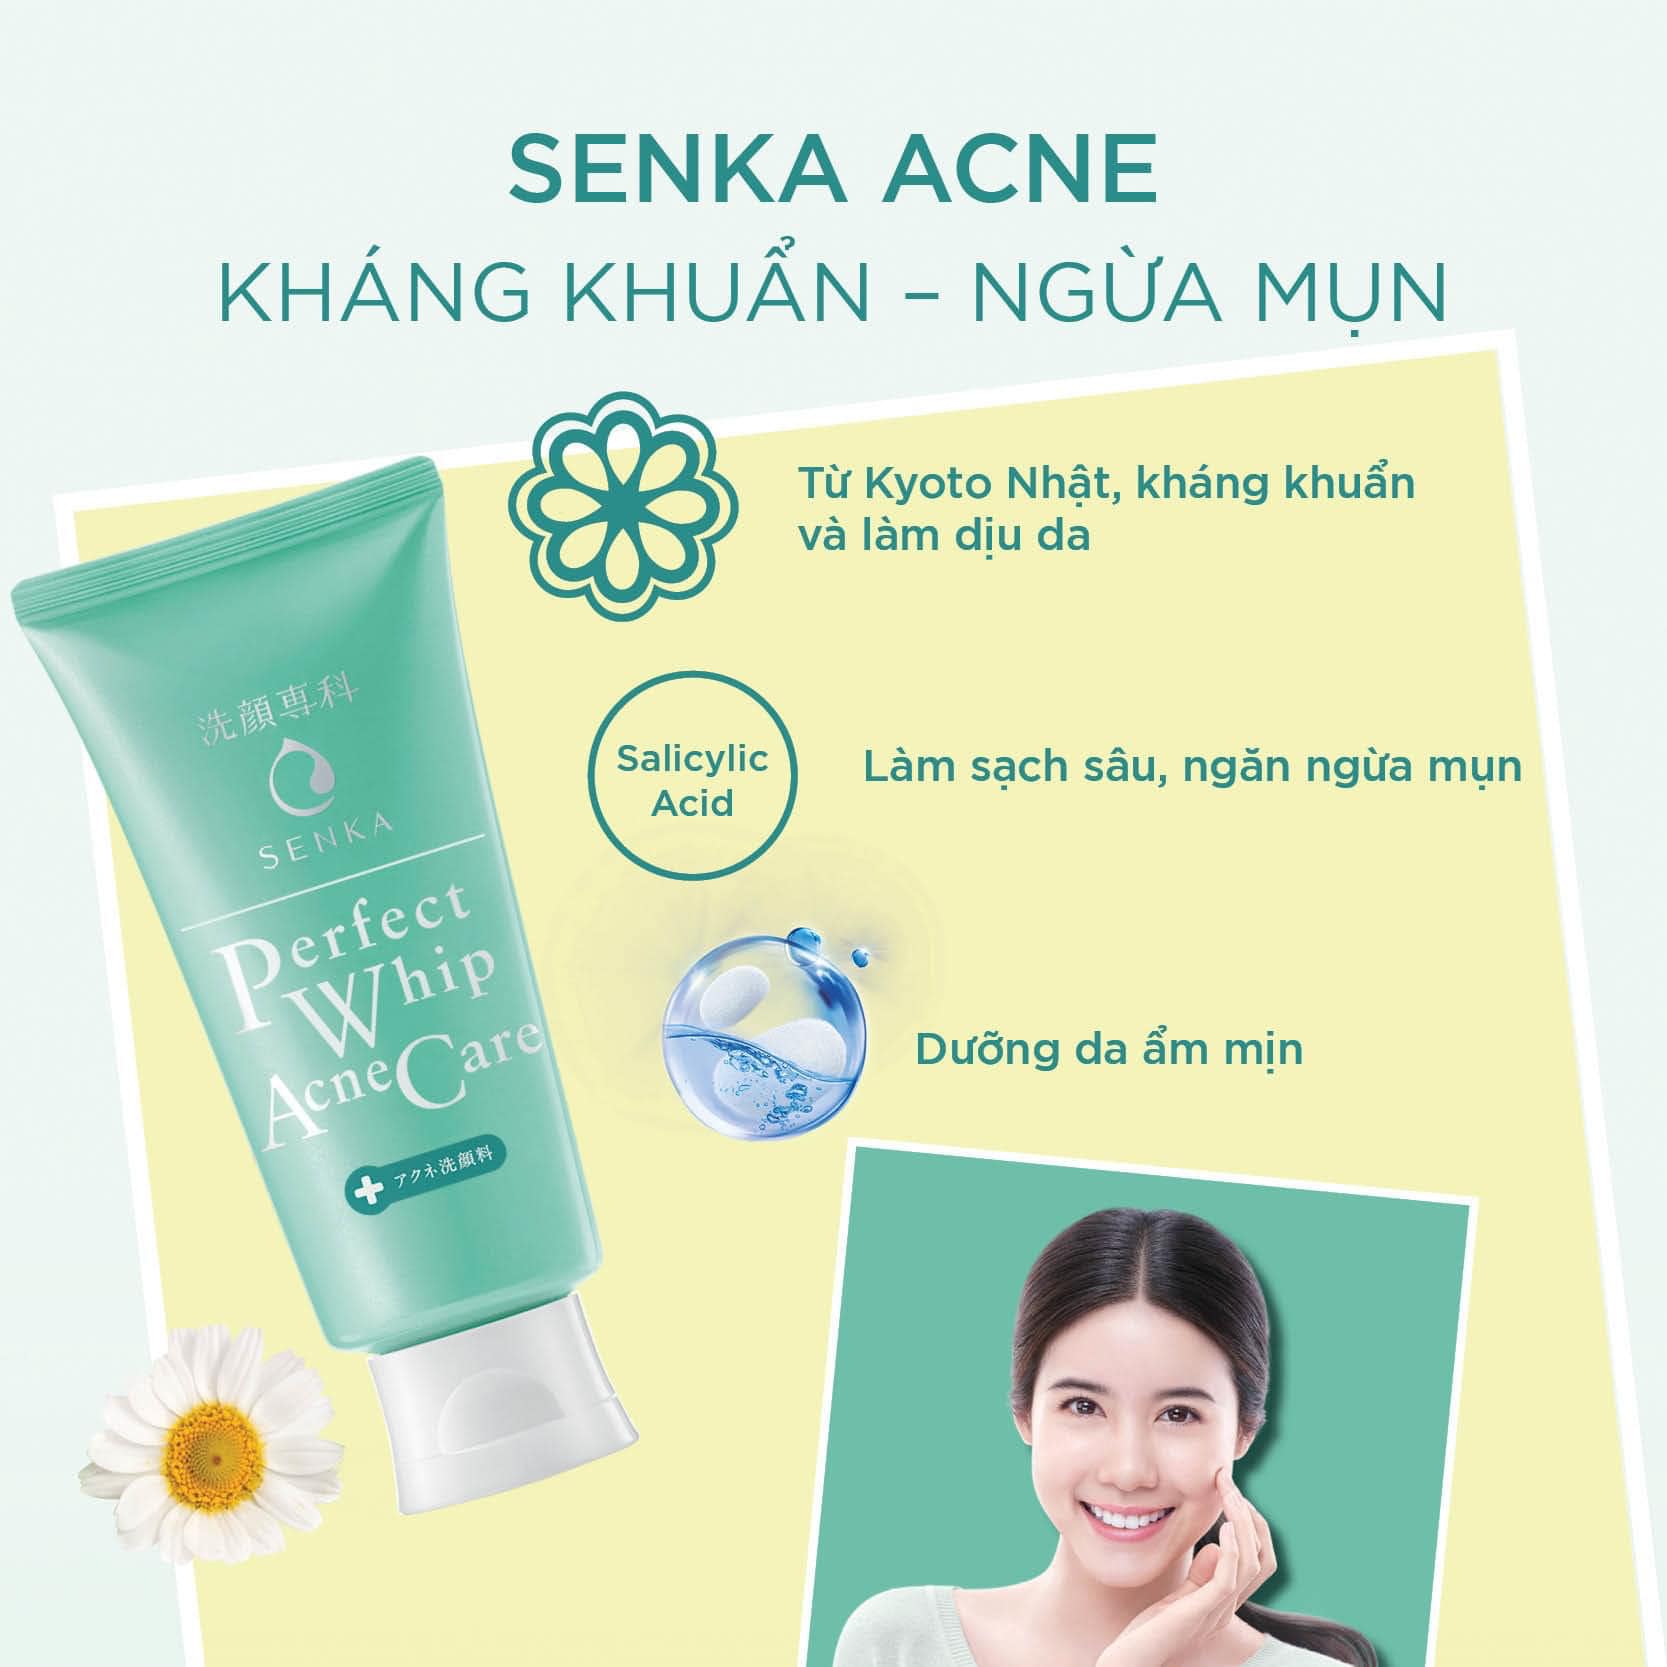 SENKA ACNE
KHÁNG KHUẨN – NGỪA MỤN
Từ Kyoto Nhật, kháng khuẩn
và làm dịu da
Salicylic
Acid
Làm sạch sâu, ngăn ngừa mụn
Dưỡng da ẩm mịn
洗顔専科
SENKA
Perfect
Whip
Acne Care
アクネ洗顔料